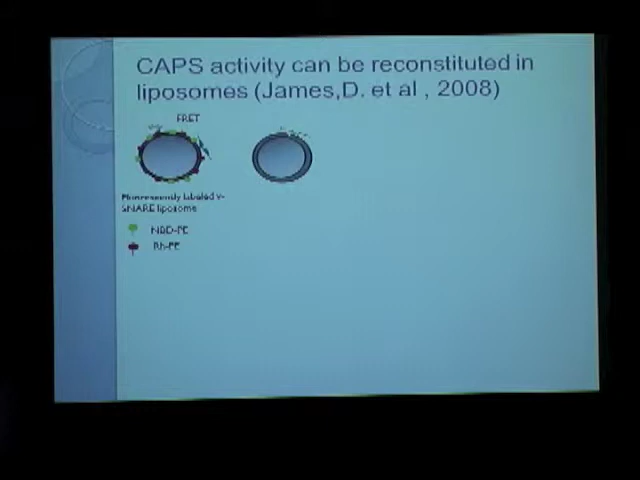 CAPS activity can be reconstituted in
liposomes (James,D. et al , 2008)
FRET
Fluorescently labeled v-
SNARE liposome
NBD-PE
Rh-PE